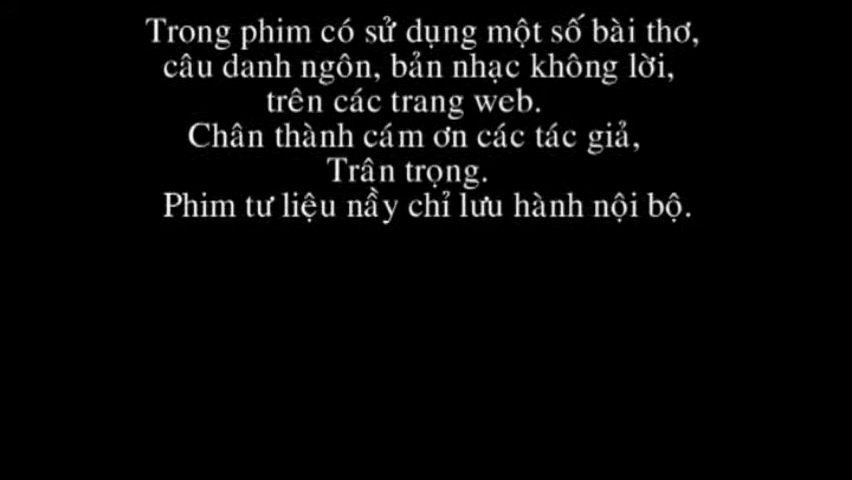 Trong phim có sử dụng một số bài thơ,
câu danh ngôn, bản nhạc không lời,
trên các trang web.
Chân thành cám ơn các tác giả,
Trân trọng.
Phim tư liệu nầy chỉ lưu hành nội bộ.